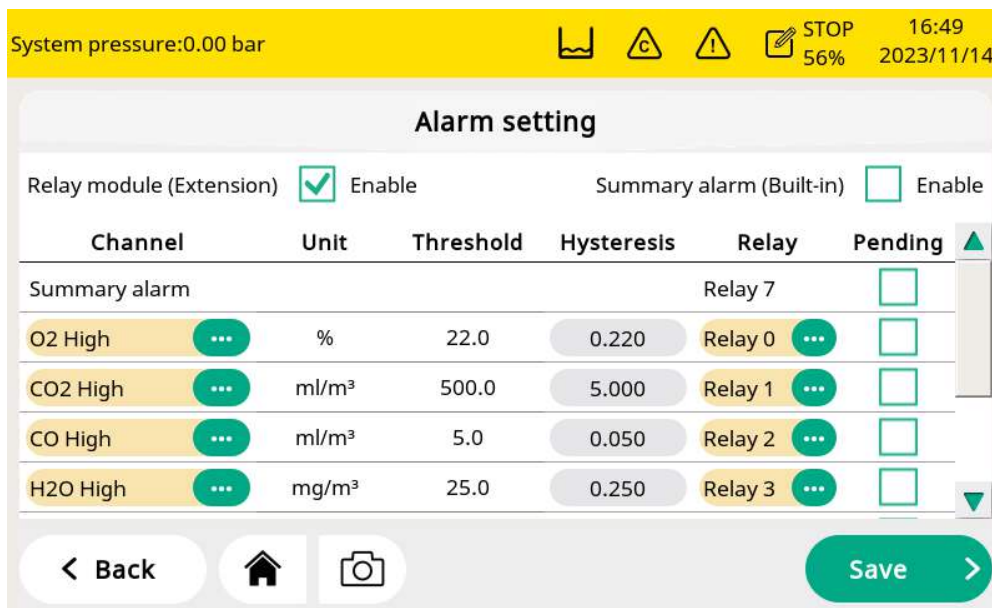 System pressure:0.00 bar
C
!
STOP
56%
16:49
2023/11/14
Alarm setting
Relay module (Extension) Enable Summary alarm (Built-in) Enable
Channel Unit Threshold Hysteresis Relay Pending
Summary alarm Relay 7
O2 High ... % 22.0 0.220 Relay 0 ...
CO2 High ... ml/m³ 500.0 5.000 Relay 1 ...
CO High ... ml/m³ 5.0 0.050 Relay 2 ...
H2O High ... mg/m³ 25.0 0.250 Relay 3 ...
< Back Save >